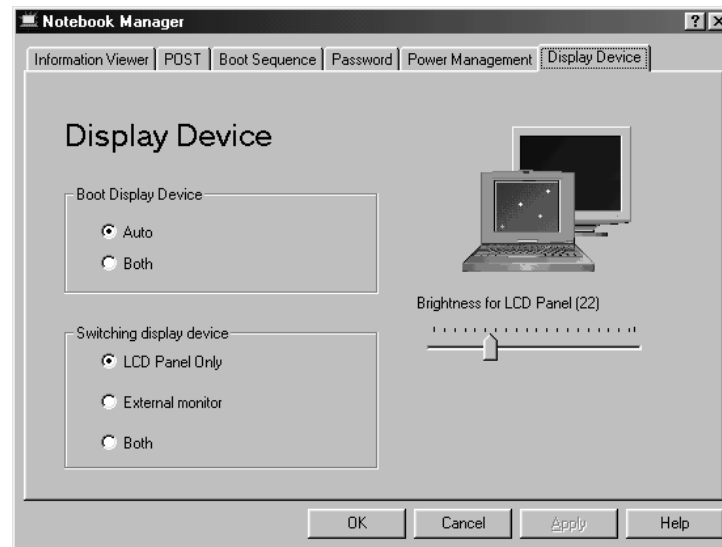 Notebook Manager
Information Viewer POST Boot Sequence Password Power Management Display Device
Display Device
Boot Display Device
Auto
Both
Brightness for LCD Panel (22)
Switching display device
LCD Panel Only
External monitor
Both
OK Cancel Apply Help